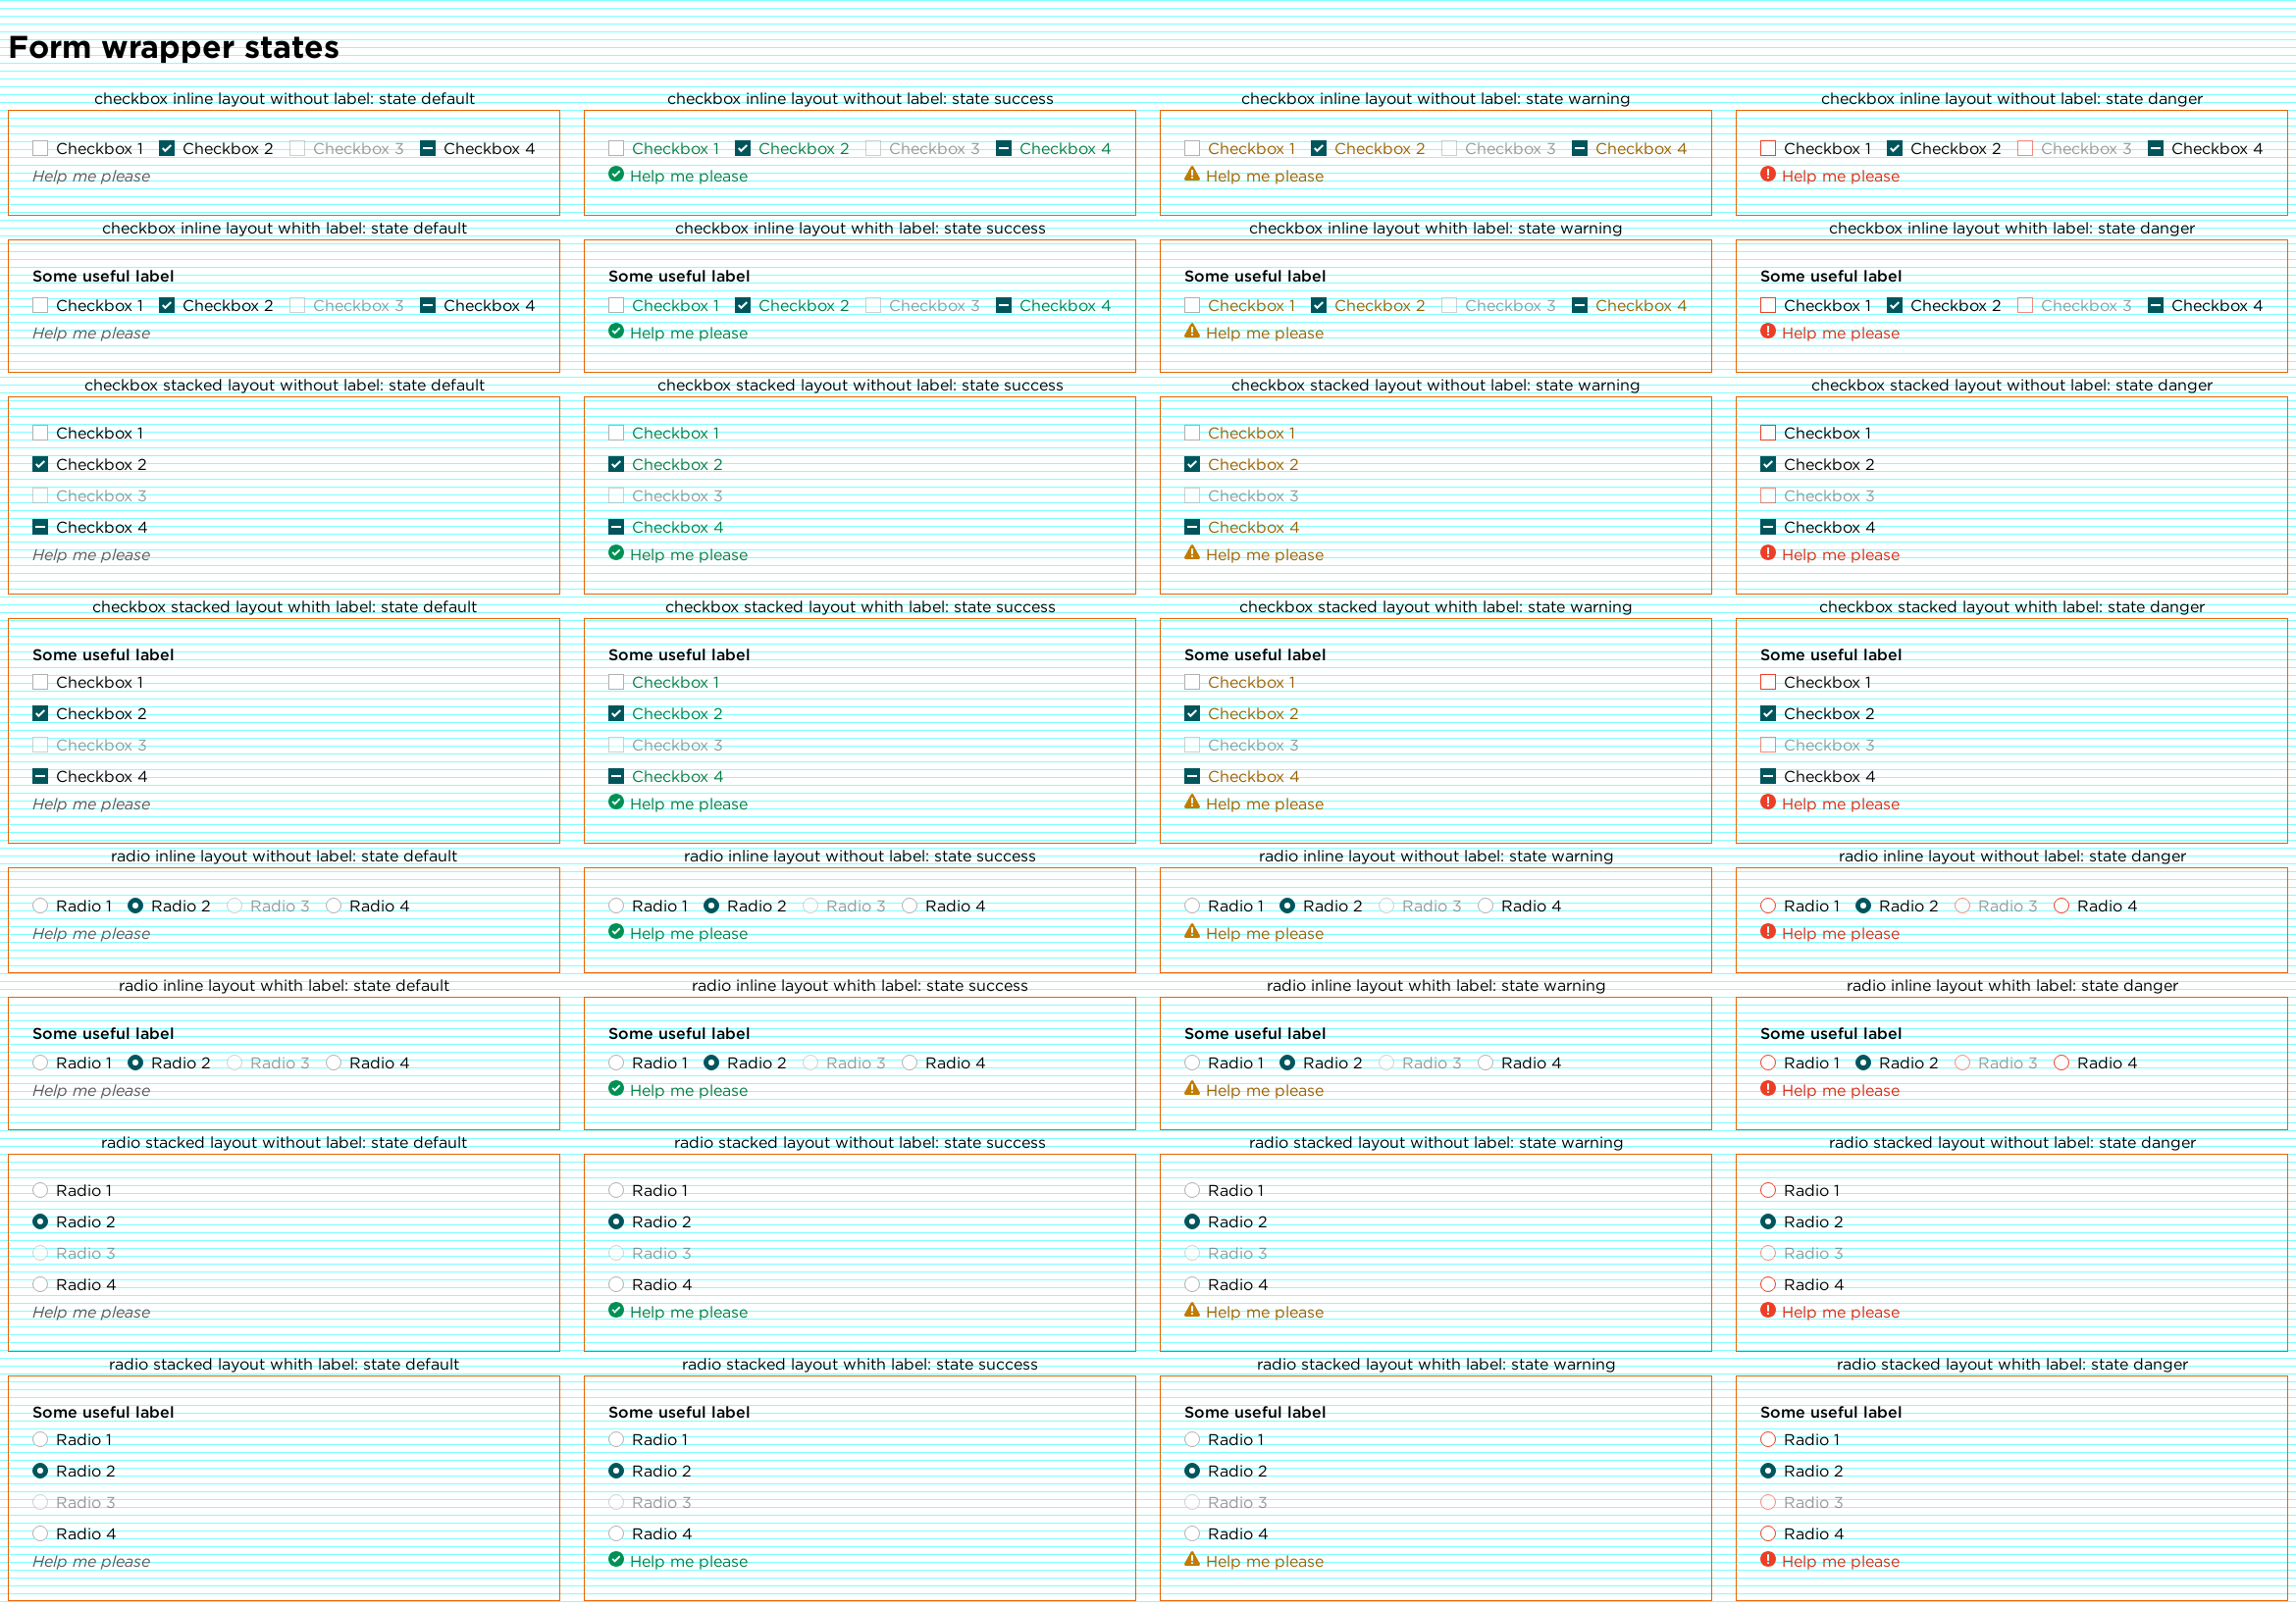 Form wrapper states
checkbox inline layout without label: state default
checkbox inline layout without label: state success
checkbox inline layout without label: state warning
checkbox inline layout without label: state danger
Checkbox 1 Checkbox 2 Checkbox 3 Checkbox 4
Help me please
Checkbox 1 Checkbox 2 Checkbox 3 Checkbox 4
Help me please
Checkbox 1 Checkbox 2 Checkbox 3 Checkbox 4
Help me please
Checkbox 1 Checkbox 2 Checkbox 3 Checkbox 4
Help me please
checkbox inline layout whith label: state default
checkbox inline layout whith label: state success
checkbox inline layout whith label: state warning
checkbox inline layout whith label: state danger
Some useful label
Checkbox 1 Checkbox 2 Checkbox 3 Checkbox 4
Help me please
Some useful label
Checkbox 1 Checkbox 2 Checkbox 3 Checkbox 4
Help me please
Some useful label
Checkbox 1 Checkbox 2 Checkbox 3 Checkbox 4
Help me please
Some useful label
Checkbox 1 Checkbox 2 Checkbox 3 Checkbox 4
Help me please
checkbox stacked layout without label: state default
checkbox stacked layout without label: state success
checkbox stacked layout without label: state warning
checkbox stacked layout without label: state danger
Checkbox 1
Checkbox 2
Checkbox 3
Checkbox 4
Help me please
Checkbox 1
Checkbox 2
Checkbox 3
Checkbox 4
Help me please
Checkbox 1
Checkbox 2
Checkbox 3
Checkbox 4
Help me please
Checkbox 1
Checkbox 2
Checkbox 3
Checkbox 4
Help me please
checkbox stacked layout whith label: state default
checkbox stacked layout whith label: state success
checkbox stacked layout whith label: state warning
checkbox stacked layout whith label: state danger
Some useful label
Checkbox 1
Checkbox 2
Checkbox 3
Checkbox 4
Help me please
Some useful label
Checkbox 1
Checkbox 2
Checkbox 3
Checkbox 4
Help me please
Some useful label
Checkbox 1
Checkbox 2
Checkbox 3
Checkbox 4
Help me please
Some useful label
Checkbox 1
Checkbox 2
Checkbox 3
Checkbox 4
Help me please
radio inline layout without label: state default
radio inline layout without label: state success
radio inline layout without label: state warning
radio inline layout without label: state danger
Radio 1 Radio 2 Radio 3 Radio 4
Help me please
Radio 1 Radio 2 Radio 3 Radio 4
Help me please
Radio 1 Radio 2 Radio 3 Radio 4
Help me please
Radio 1 Radio 2 Radio 3 Radio 4
Help me please
radio inline layout whith label: state default
radio inline layout whith label: state success
radio inline layout whith label: state warning
radio inline layout whith label: state danger
Some useful label
Radio 1 Radio 2 Radio 3 Radio 4
Help me please
Some useful label
Radio 1 Radio 2 Radio 3 Radio 4
Help me please
Some useful label
Radio 1 Radio 2 Radio 3 Radio 4
Help me please
Some useful label
Radio 1 Radio 2 Radio 3 Radio 4
Help me please
radio stacked layout without label: state default
radio stacked layout without label: state success
radio stacked layout without label: state warning
radio stacked layout without label: state danger
Radio 1
Radio 2
Radio 3
Radio 4
Help me please
Radio 1
Radio 2
Radio 3
Radio 4
Help me please
Radio 1
Radio 2
Radio 3
Radio 4
Help me please
Radio 1
Radio 2
Radio 3
Radio 4
Help me please
radio stacked layout whith label: state default
radio stacked layout whith label: state success
radio stacked layout whith label: state warning
radio stacked layout whith label: state danger
Some useful label
Radio 1
Radio 2
Radio 3
Radio 4
Help me please
Some useful label
Radio 1
Radio 2
Radio 3
Radio 4
Help me please
Some useful label
Radio 1
Radio 2
Radio 3
Radio 4
Help me please
Some useful label
Radio 1
Radio 2
Radio 3
Radio 4
Help me please